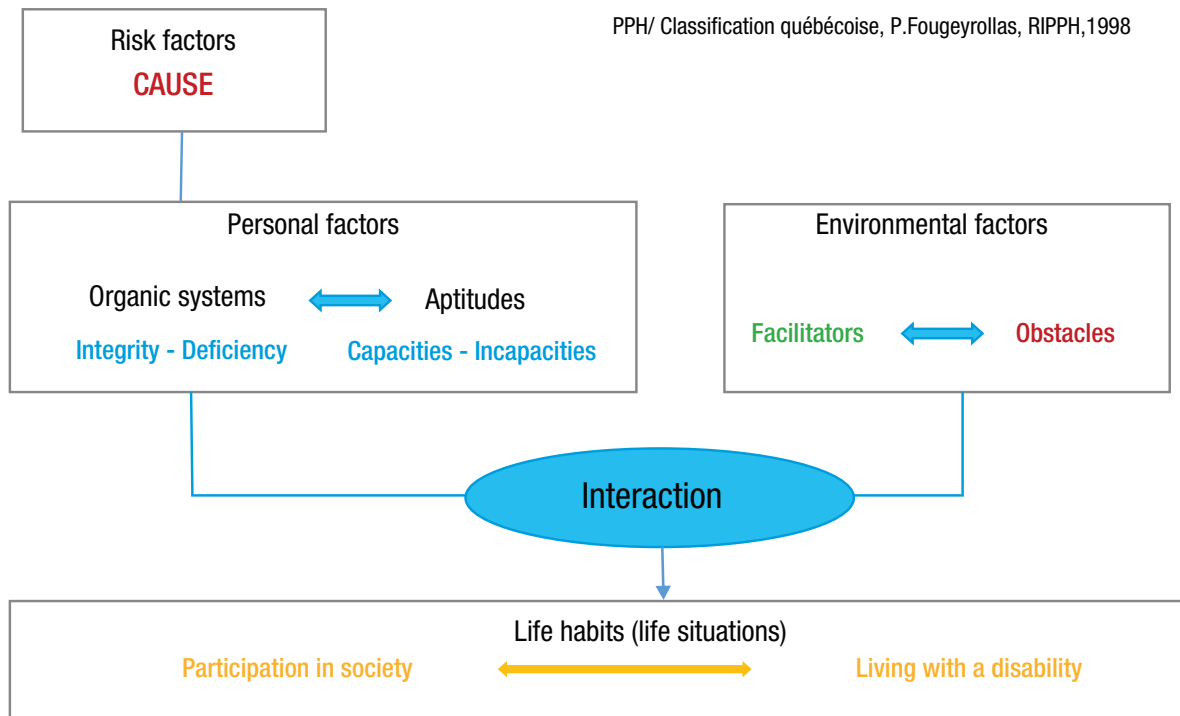 PPH/ Classification québécoise, P.Fougeyrollas, RIPPH,1998
Risk factors
CAUSE
Personal factors
Organic systems
Aptitudes
Integrity - Deficiency
Capacities - Incapacities
Environmental factors
Facilitators
Obstacles
Interaction
Life habits (life situations)
Participation in society
Living with a disability